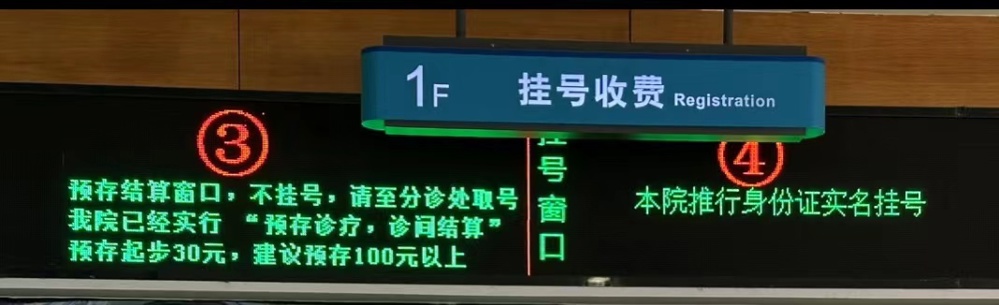 1F 挂号收费 Registration
③
预存结算窗口，不挂号，请至分诊处取号
我院已经实行 “预存诊疗，诊间结算”
预存起步30元，建议预存100元以上
号窗口
④
本院推行身份证实名挂号